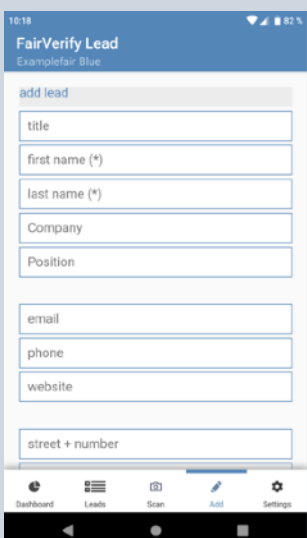 10:18 82 %
FairVerify Lead
Examplefair Blue
add lead
title
first name (*)
last name (*)
Company
Position
email
phone
website
street + number
Dashboard Leads Scan Add Settings